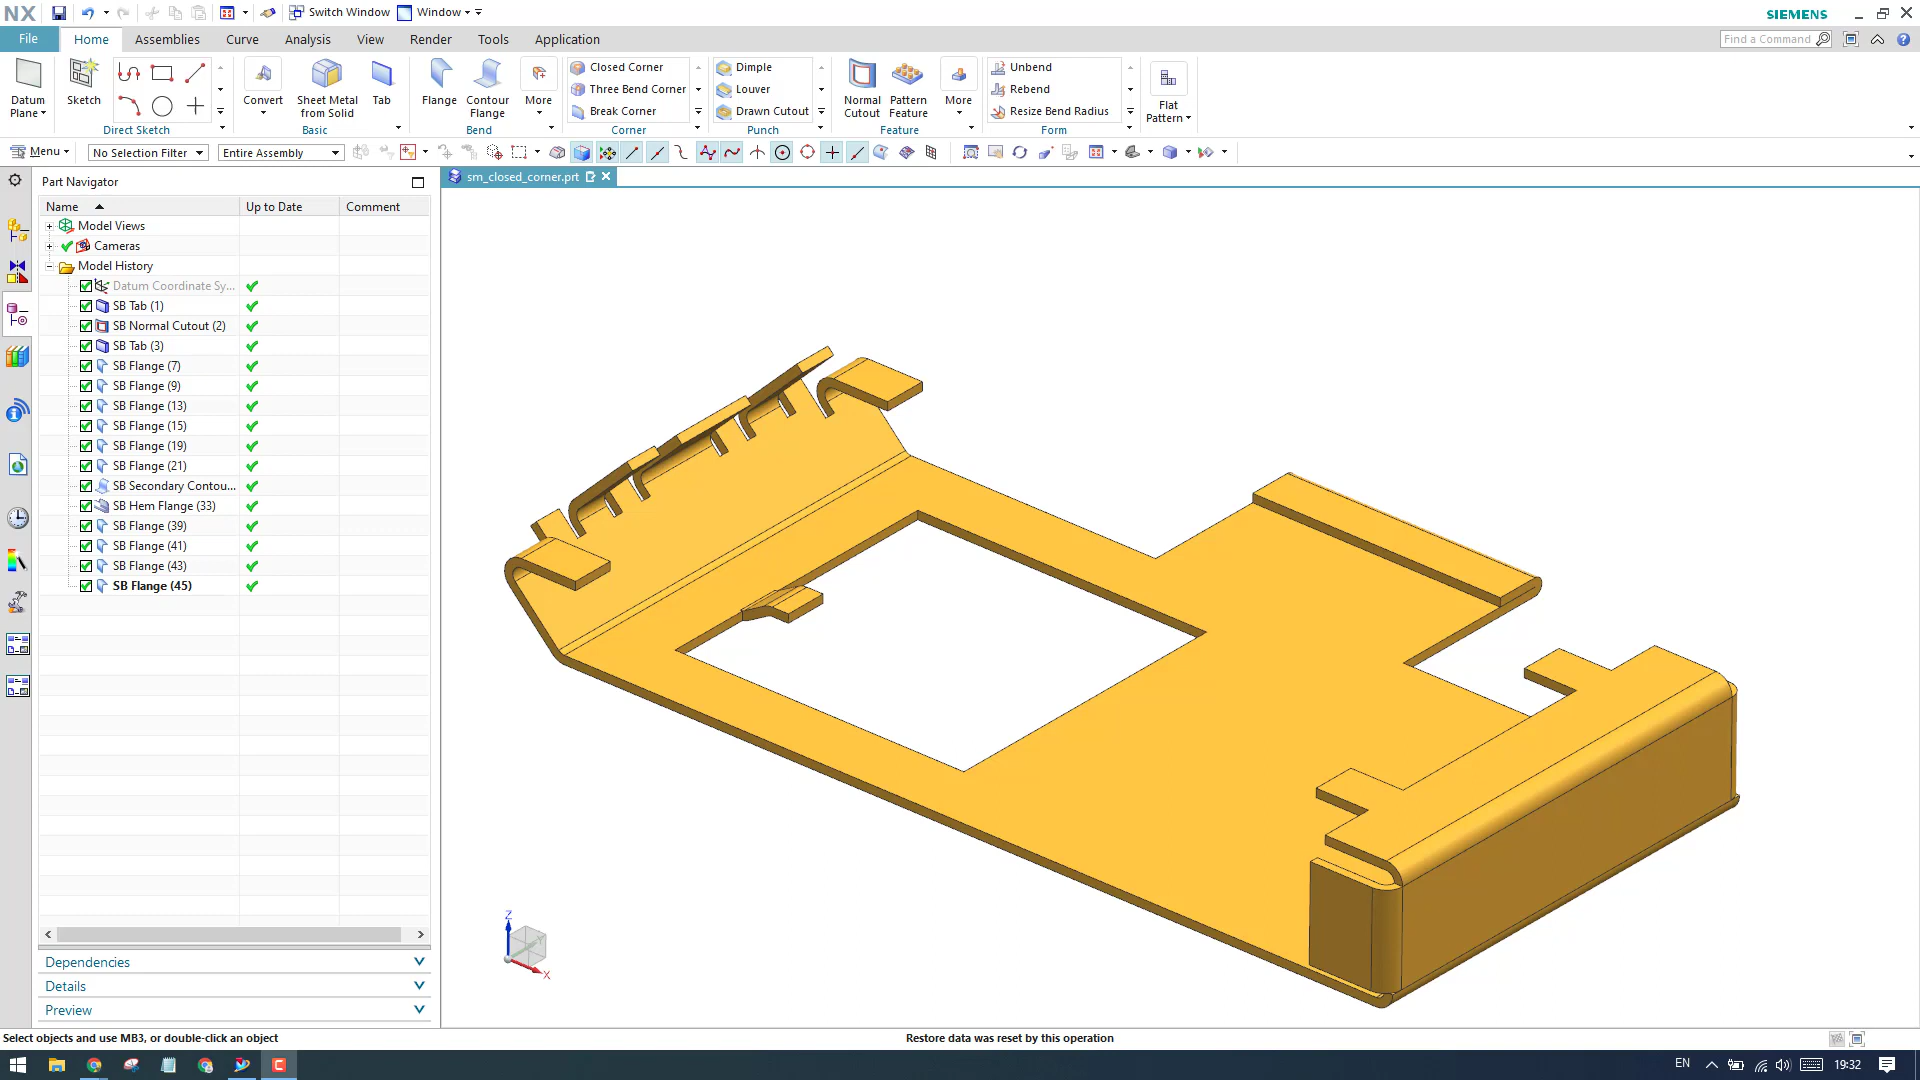 NX
Switch Window
Window
SIEMENS
File
Home
Assemblies
Curve
Analysis
View
Render
Tools
Application
Find a Command
Datum
Plane
Sketch
Direct Sketch
Convert
Sheet Metal
from Solid
Tab
Basic
Flange
Contour
Flange
More
Bend
Closed Corner
Three Bend Corner
Break Corner
Corner
Dimple
Louver
Drawn Cutout
Punch
Normal
Cutout
Pattern
Feature
More
Feature
Unbend
Rebend
Resize Bend Radius
Form
Flat
Pattern
Menu
No Selection Filter
Entire Assembly
Part Navigator
sm_closed_corner.prt
Name
Up to Date
Comment
Model Views
Cameras
Model History
Datum Coordinate Sy...
SB Tab (1)
SB Normal Cutout (2)
SB Tab (3)
SB Flange (7)
SB Flange (9)
SB Flange (13)
SB Flange (15)
SB Flange (19)
SB Flange (21)
SB Secondary Contou...
SB Hem Flange (33)
SB Flange (39)
SB Flange (41)
SB Flange (43)
SB Flange (45)
Dependencies
Details
Preview
Z
X
Select objects and use MB3, or double-click an object
Restore data was reset by this operation
EN
19:32